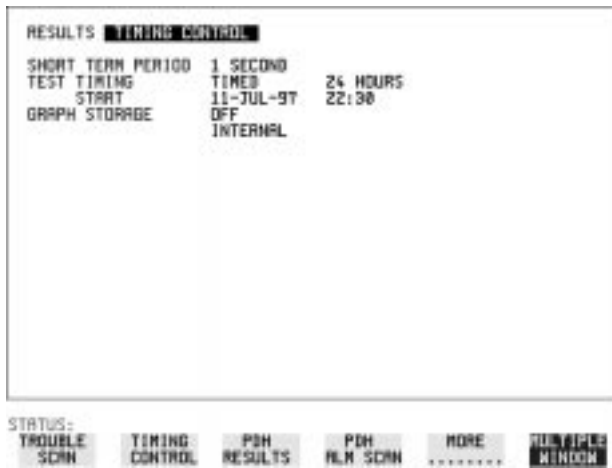 RESULTS TIMING CONTROL
SHORT TERM PERIOD 1 SECOND
TEST TIMING TIMED 24 HOURS
START 11-JUL-97 22:30
GRAPH STORAGE OFF
INTERNAL
STATUS:
TROUBLE SCAN TIMING CONTROL PDH RESULTS PDH ALM SCAN MORE ........ MULTIPLE WINDOW